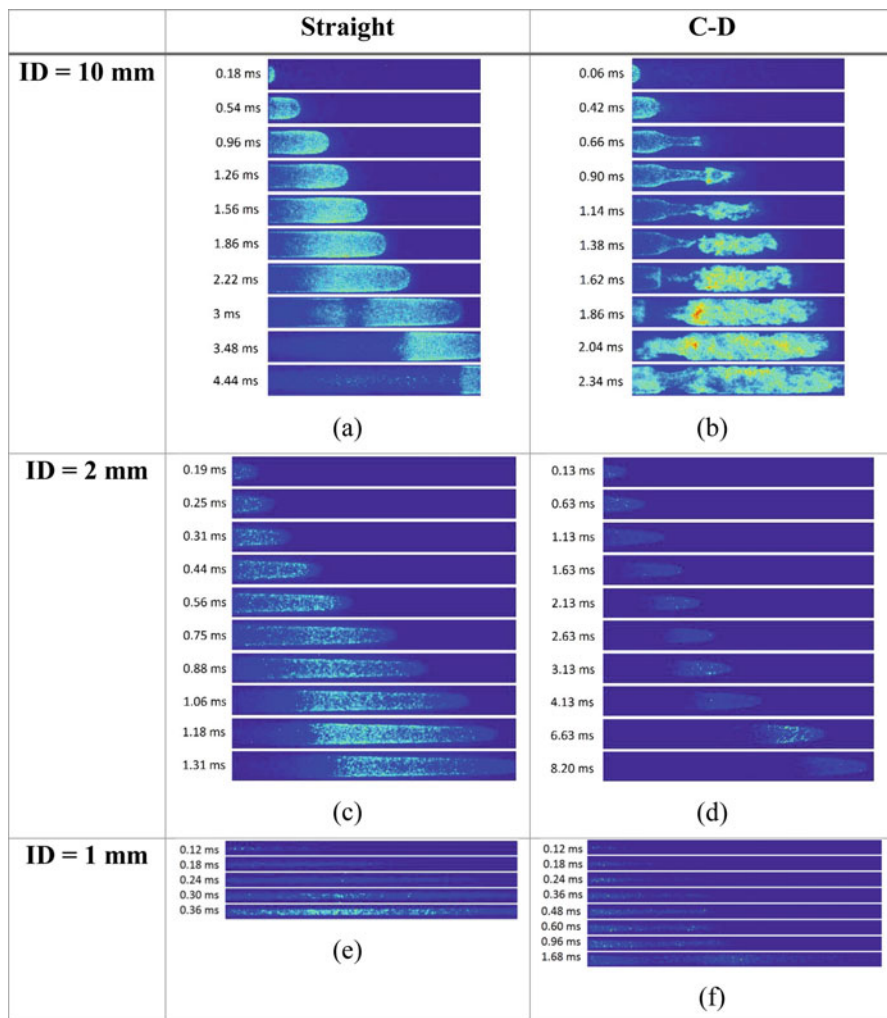 Straight C-D
ID = 10 mm
0.18 ms
0.54 ms
0.96 ms
1.26 ms
1.56 ms
1.86 ms
2.22 ms
3 ms
3.48 ms
4.44 ms
(a)
0.06 ms
0.42 ms
0.66 ms
0.90 ms
1.14 ms
1.38 ms
1.62 ms
1.86 ms
2.04 ms
2.34 ms
(b)
ID = 2 mm
0.19 ms
0.25 ms
0.31 ms
0.44 ms
0.56 ms
0.75 ms
0.88 ms
1.06 ms
1.18 ms
1.31 ms
(c)
0.13 ms
0.63 ms
1.13 ms
1.63 ms
2.13 ms
2.63 ms
3.13 ms
4.13 ms
6.63 ms
8.20 ms
(d)
ID = 1 mm
0.12 ms
0.18 ms
0.24 ms
0.30 ms
0.36 ms
(e)
0.12 ms
0.18 ms
0.24 ms
0.36 ms
0.48 ms
0.60 ms
0.96 ms
1.68 ms
(f)